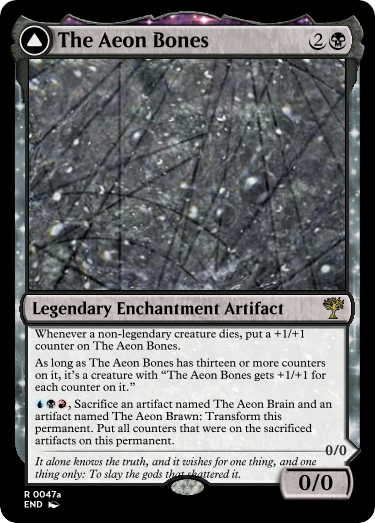 The Aeon Bones
2
Legendary Enchantment Artifact
Whenever a non-legendary creature dies, put a +1/+1
counter on The Aeon Bones.
As long as The Aeon Bones has thirteen or more counters
on it, it's a creature with “The Aeon Bones gets +1/+1 for
each counter on it.”
, Sacrifice an artifact named The Aeon Brain and an
artifact named The Aeon Brawn: Transform this
permanent. Put all counters that were on the sacrificed
artifacts on this permanent.
0/0
It alone knows the truth, and it wishes for one thing, and one
thing only: To slay the gods that shattered it.
0/0
R 0047a
END